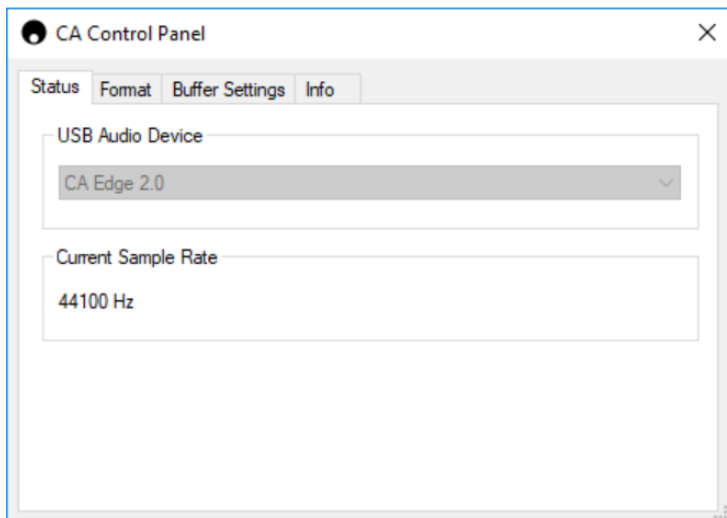 CA Control Panel
Status Format Buffer Settings Info
USB Audio Device
CA Edge 2.0
Current Sample Rate
44100 Hz